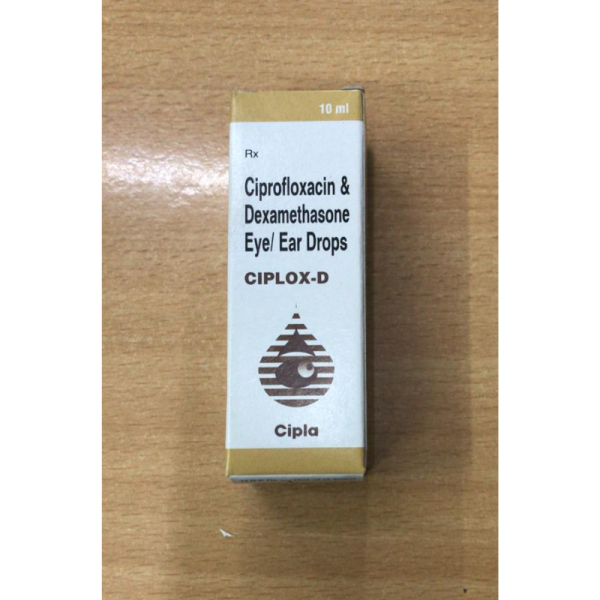 10 ml
Rx
Ciprofloxacin &
Dexamethasone
Eye/ Ear Drops
CIPLOX-D
Cipla